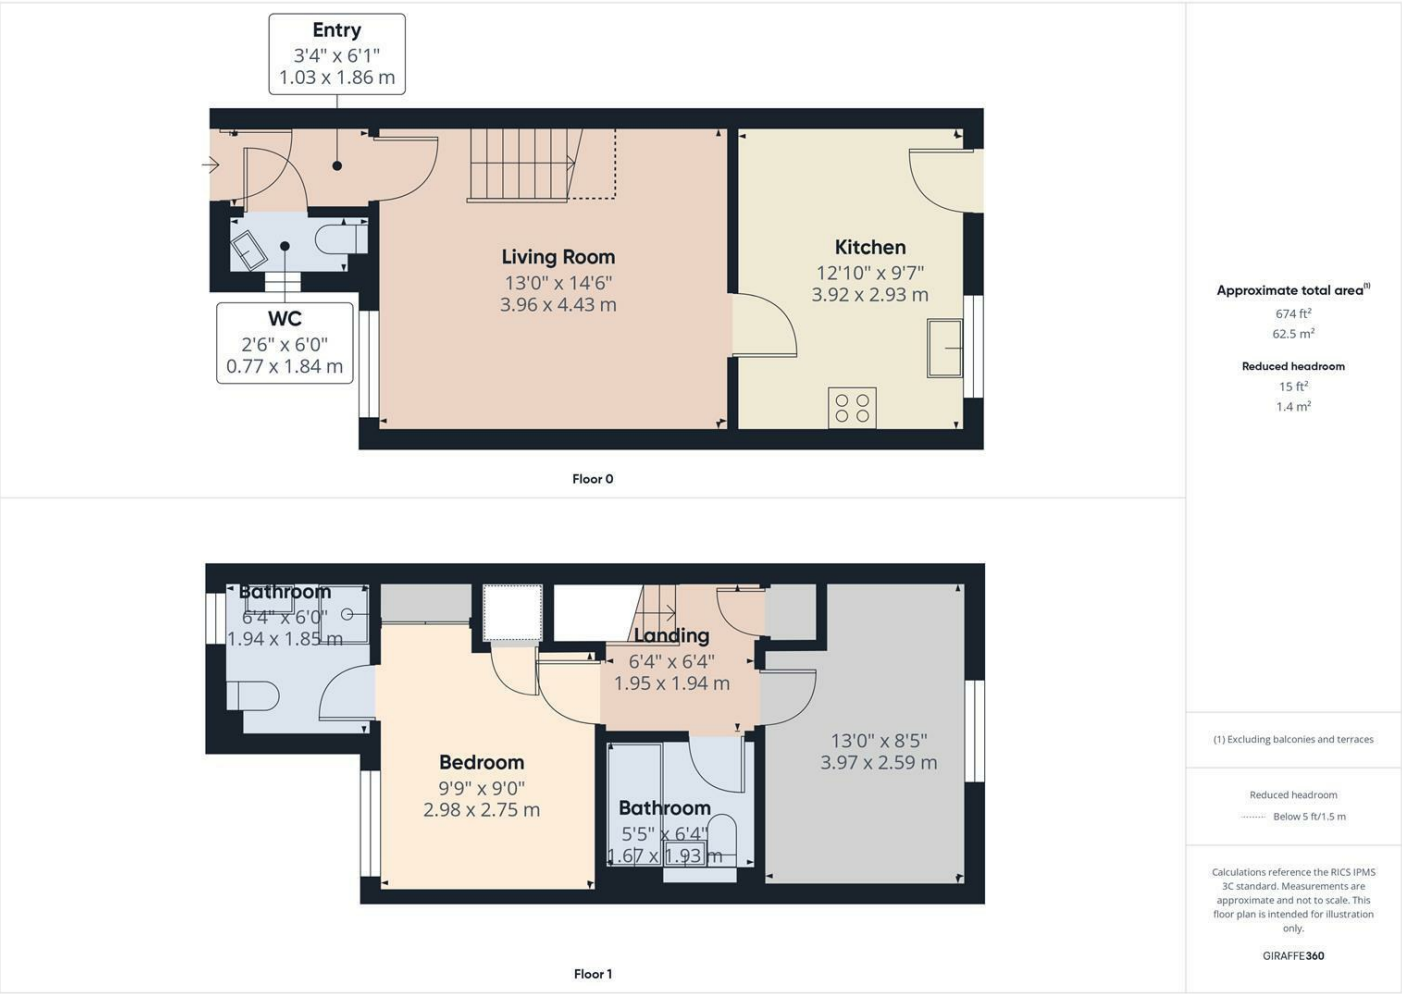 Entry
3'4" x 6'1"
1.03 x 1.86 m
Living Room
13'0" x 14'6"
3.96 x 4.43 m
Kitchen
12'10" x 9'7"
3.92 x 2.93 m
WC
2'6" x 6'0"
0.77 x 1.84 m
Floor 0
Bathroom
6'4" x 6'0"
1.94 x 1.85 m
Landing
6'4" x 6'4"
1.95 x 1.94 m
Bedroom
9'9" x 9'0"
2.98 x 2.75 m
Bathroom
5'5" x 6'4"
1.67 x 1.93 m
13'0" x 8'5"
3.97 x 2.59 m
Floor 1
Approximate total area(1)
674 ft²
62.5 m²
Reduced headroom
15 ft²
1.4 m²
(1) Excluding balconies and terraces
Reduced headroom
Below 5 ft/1.5 m
Calculations reference the RICS IPMS
3C standard. Measurements are
approximate and not to scale. This
floor plan is intended for illustration
only.
GIRAFFE360